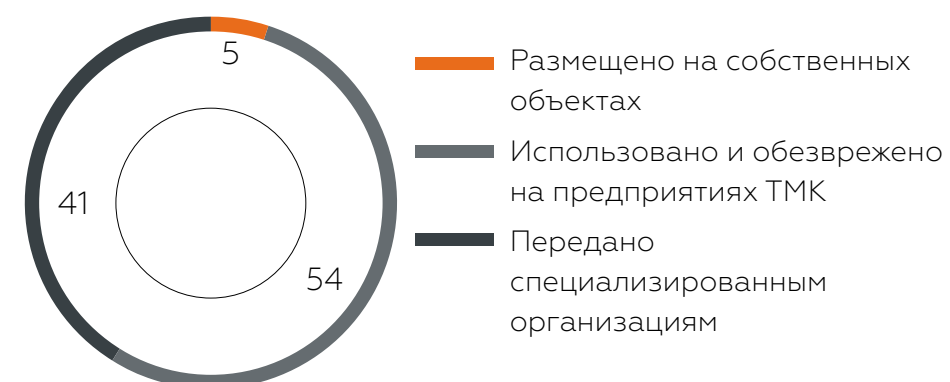 5
41
54
Размещено на собственных
объектах
Использовано и обезврежено
на предприятиях ТМК
Передано
специализированным
организациям